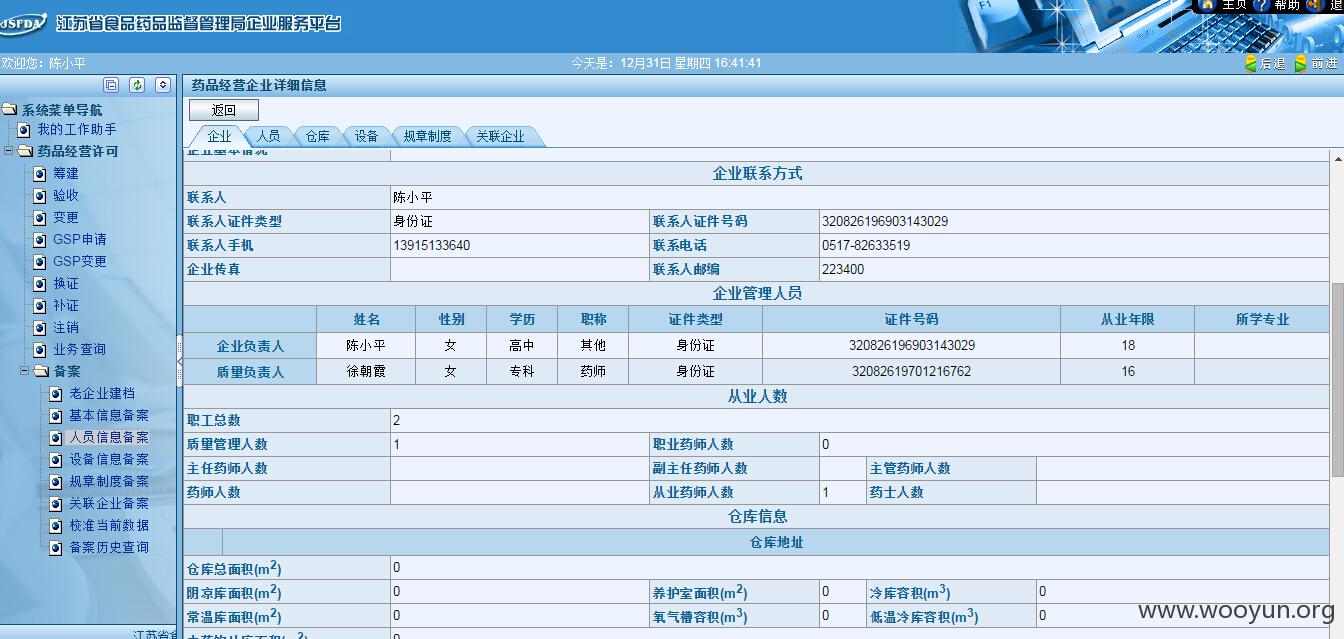 JSFDA 江苏省食品药品监督管理局企业服务平台
主页 帮助 退
欢迎您: 陈小平 今天是: 12月31日 星期四 16:41:41 后退 前进
系统菜单导航
我的工作助手
药品经营许可
筹建
验收
变更
GSP申请
GSP变更
换证
补证
注销
业务查询
备案
老企业建档
基本信息备案
人员信息备案
设备信息备案
规章制度备案
关联企业备案
校准当前数据
备案历史查询
江苏省食
药品经营企业详细信息
返回
企业 人员 仓库 设备 规章制度 关联企业
企业基本情况
企业联系方式
联系人 陈小平
联系人证件类型 身份证 联系人证件号码 320826196903143029
联系人手机 13915133640 联系电话 0517-82633519
企业传真 联系人邮编 223400
企业管理人员
姓名 性别 学历 职称 证件类型 证件号码 从业年限 所学专业
企业负责人 陈小平 女 高中 其他 身份证 320826196903143029 18
质量负责人 徐朝霞 女 专科 药师 身份证 32082619701216762 16
从业人数
职工总数 2
质量管理人数 1 职业药师人数 0
主任药师人数 副主任药师人数 主管药师人数
药师人数 从业药师人数 1 药士人数
仓库信息
仓库地址
仓库总面积(m²) 0
阴凉库面积(m²) 0 养护室面积(m²) 0 冷库容积(m³) 0
常温库面积(m²) 0 氧气槽容积(m³) 0 低温冷库容积(m³) 0
www.wooyun.org